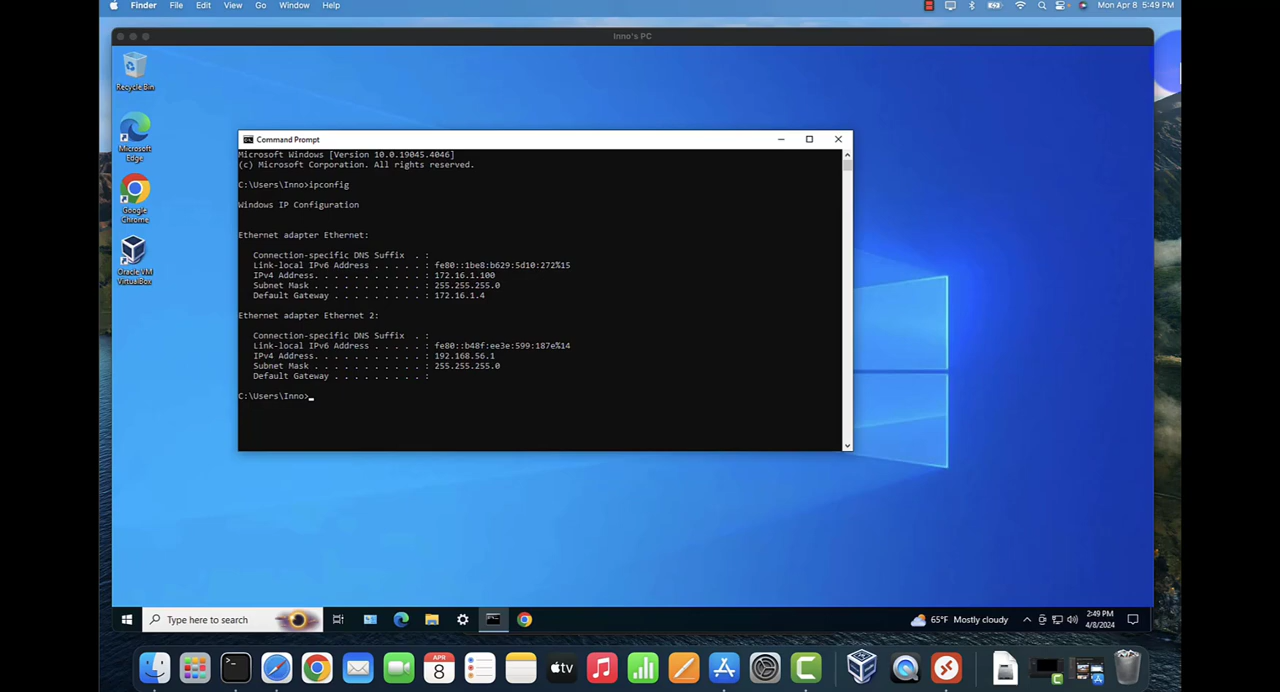 Finder File Edit View Go Window Help Mon Apr 8 5:49 PM
Inno's PC
Recycle Bin
Microsoft
Edge
Google
Chrome
Oracle VM
VirtualBox
Command Prompt
Microsoft Windows [Version 10.0.19045.4046]
(c) Microsoft Corporation. All rights reserved.
C:\Users\Inno>ipconfig
Windows IP Configuration
Ethernet adapter Ethernet:
Connection-specific DNS Suffix . :
Link-local IPv6 Address . . . . . : fe80::1be8:b629:5d10:272%15
IPv4 Address. . . . . . . . . . . : 172.16.1.100
Subnet Mask . . . . . . . . . . . : 255.255.255.0
Default Gateway . . . . . . . . . : 172.16.1.4
Ethernet adapter Ethernet 2:
Connection-specific DNS Suffix . :
Link-local IPv6 Address . . . . . : fe80::b48f:ee3e:599:187e%14
IPv4 Address. . . . . . . . . . . : 192.168.56.1
Subnet Mask . . . . . . . . . . . : 255.255.255.0
Default Gateway . . . . . . . . . :
C:\Users\Inno>_
Type here to search
65°F Mostly cloudy
2:49 PM
4/8/2024
APR
8
tv